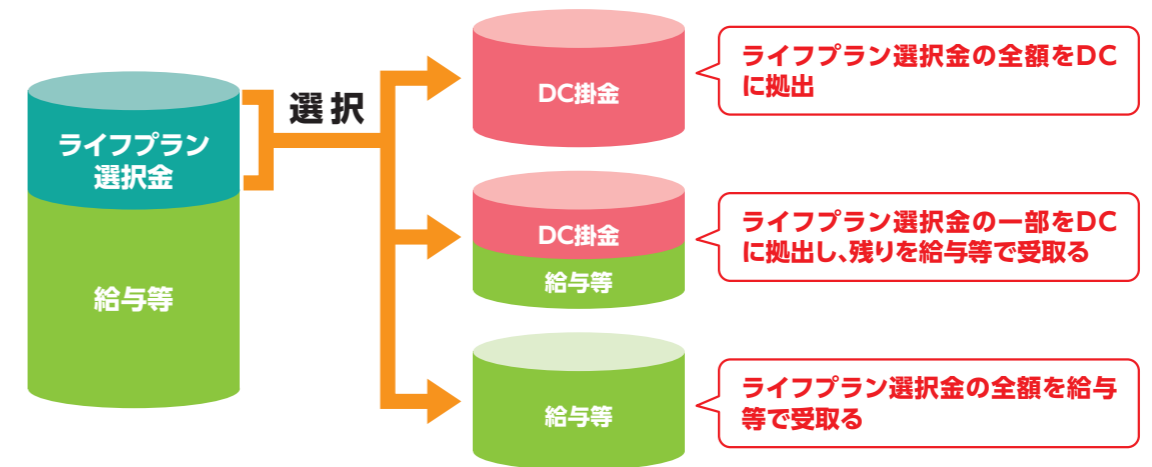 ライフプラン
選択金
給与等
選択
DC掛金
ライフプラン選択金の全額をDC
に拠出
DC掛金
給与等
ライフプラン選択金の一部をDC
に拠出し、残りを給与等で受取る
給与等
ライフプラン選択金の全額を給与
等で受取る